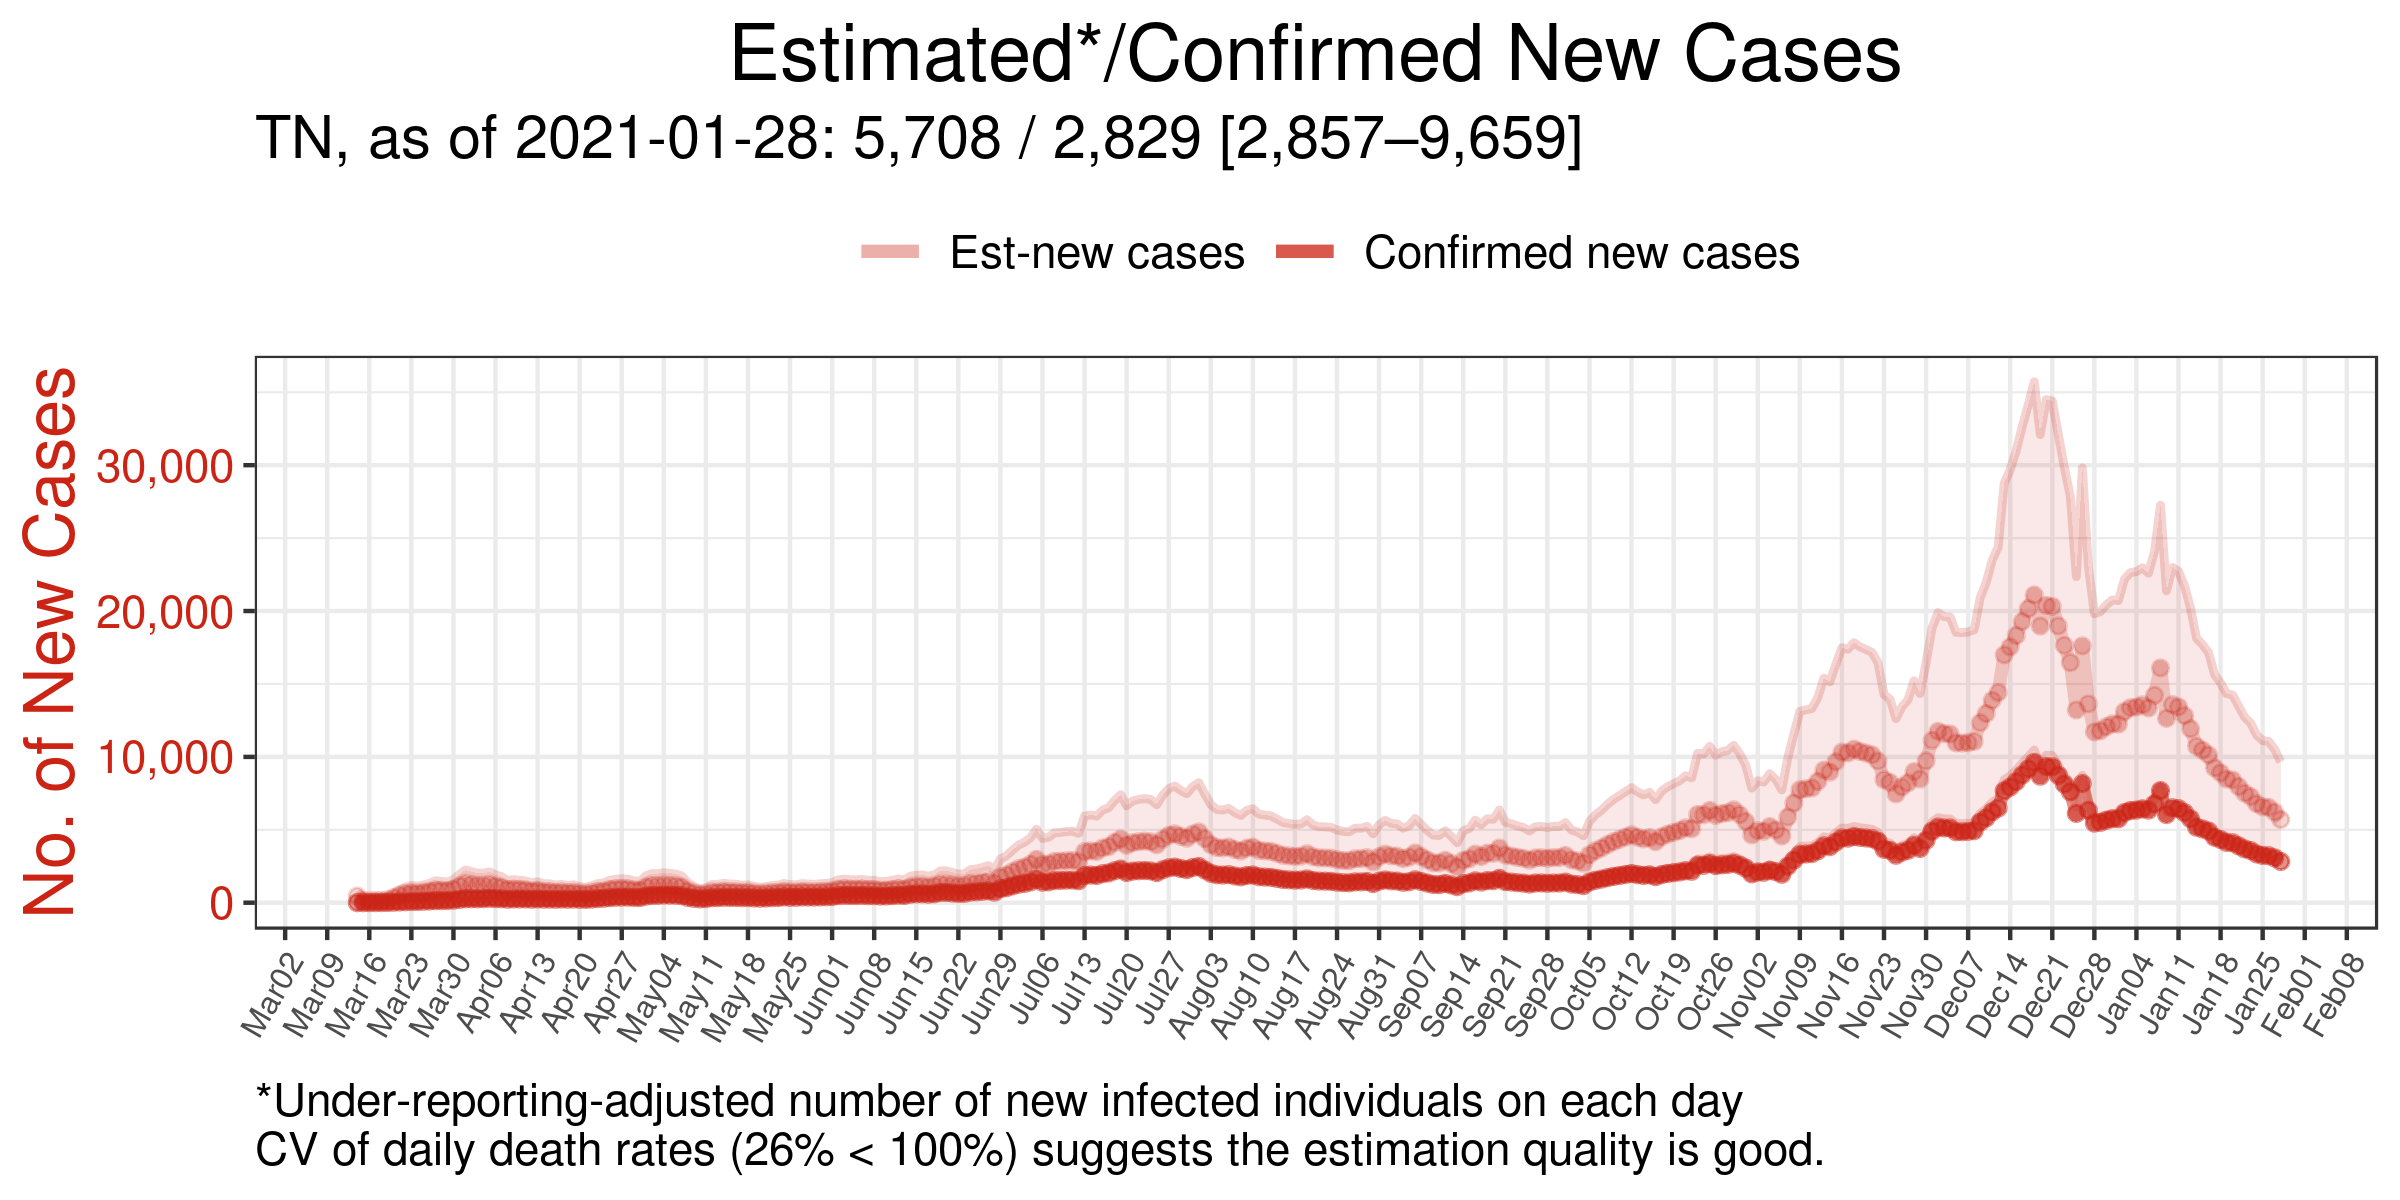 Estimated*/Confirmed New Cases
TN, as of 2021-01-28: 5,708 / 2,829 [2,857–9,659]
Est-new cases Confirmed new cases
No. of New Cases
30,000
20,000
10,000
0
Mar02 Mar09 Mar16 Mar23 Mar30 Apr06 Apr13 Apr20 Apr27 May04 May11 May18 May25 Jun01 Jun08 Jun15 Jun22 Jun29 Jul06 Jul13 Jul20 Jul27 Aug03 Aug10 Aug17 Aug24 Aug31 Sep07 Sep14 Sep21 Sep28 Oct05 Oct12 Oct19 Oct26 Nov02 Nov09 Nov16 Nov23 Nov30 Dec07 Dec14 Dec21 Dec28 Jan04 Jan11 Jan18 Jan25 Feb01 Feb08
*Under-reporting-adjusted number of new infected individuals on each day
CV of daily death rates (26% < 100%) suggests the estimation quality is good.